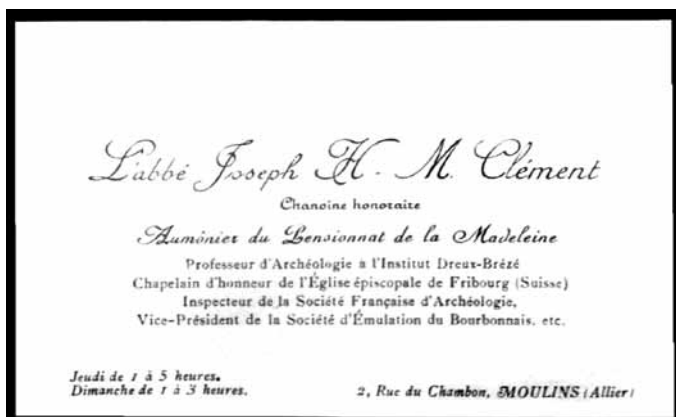 L'abbé Joseph H. M. Clément
Chanoine honoraire
Aumônier du Pensionnat de la Madeleine
Professeur d'Archéologie à l'Institut Dreux-Brézé
Chapelain d'honneur de l'Église épiscopale de Fribourg (Suisse)
Inspecteur de la Société Française d'Archéologie,
Vice-Président de la Société d'Émulation du Bourbonnais, etc.
Jeudi de 1 à 5 heures.
Dimanche de 1 à 3 heures.
2, Rue du Chambon, MOULINS (Allier)